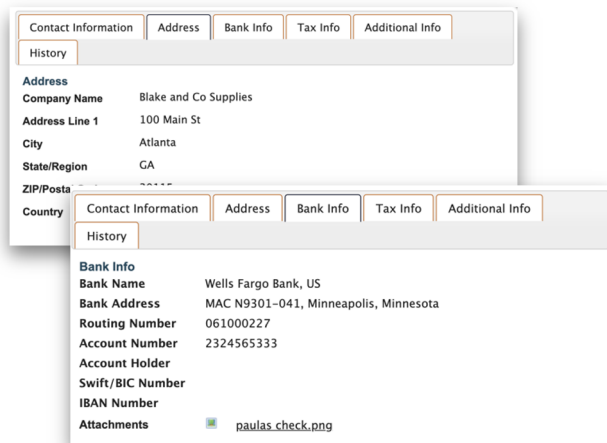 Contact Information Address Bank Info Tax Info Additional Info
History
Address
Company Name Blake and Co Supplies
Address Line 1 100 Main St
City Atlanta
State/Region GA
ZIP/Posta
Country
Contact Information Address Bank Info Tax Info Additional Info
History
Bank Info
Bank Name Wells Fargo Bank, US
Bank Address MAC N9301-041, Minneapolis, Minnesota
Routing Number 061000227
Account Number 2324565333
Account Holder
Swift/BIC Number
IBAN Number
Attachments paulas check.png